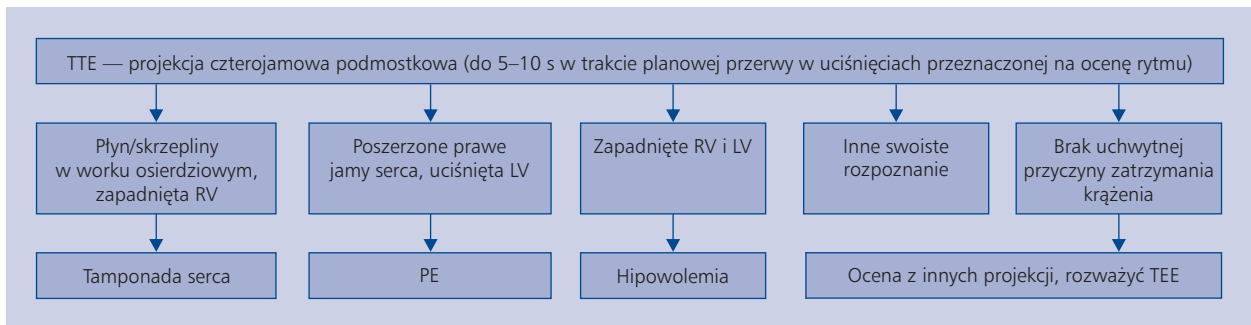 TTE — projekcja czterojamowa podmostkowa (do 5–10 s w trakcie planowej przerwy w uciśnięciach przeznaczonej na ocenę rytmu)
Płyn/skrzepliny
w worku osierdziowym,
zapadnięta RV
Poszerzone prawe
jamy serca, uciśnięta LV
Zapadnięte RV i LV
Inne swoiste
rozpoznanie
Brak uchwytnej
przyczyny zatrzymania
krążenia
Tamponada serca
PE
Hipowolemia
Ocena z innych projekcji, rozważyć TEE